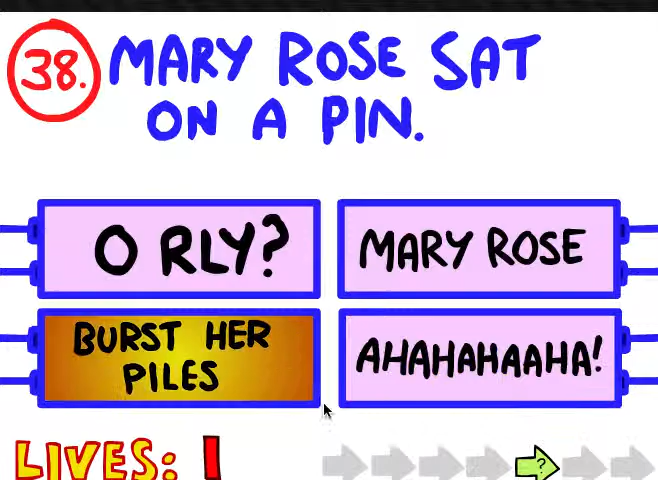 38. MARY ROSE SAT
ON A PIN.
O RLY?
MARY ROSE
BURST HER
PILES
AHAHAHAAHA!
LIVES: 1
?